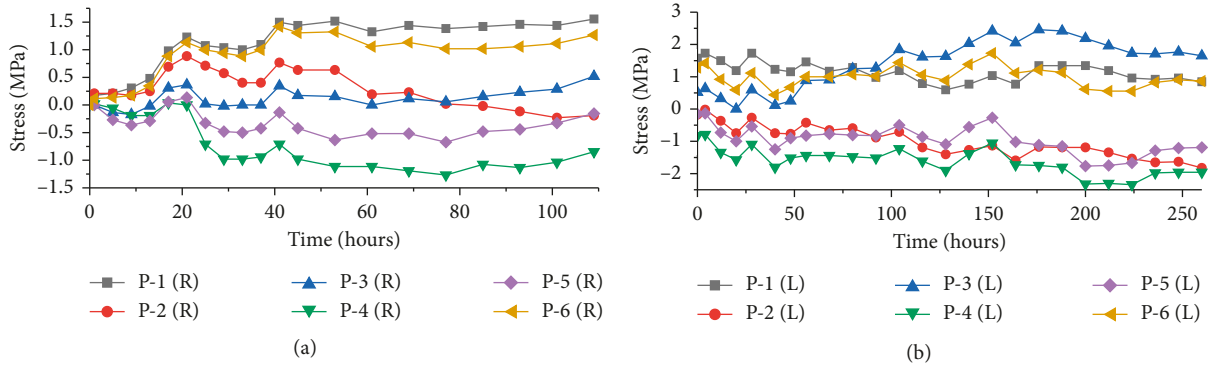 1.5
1.0
0.5
0.0
−0.5
−1.0
−1.5
Stress (MPa)
0 20 40 60 80 100
Time (hours)
P-1 (R) P-3 (R) P-5 (R)
P-2 (R) P-4 (R) P-6 (R)
(a)
3
2
1
0
−1
−2
Stress (MPa)
0 50 100 150 200 250
Time (hours)
P-1 (L) P-3 (L) P-5 (L)
P-2 (L) P-4 (L) P-6 (L)
(b)